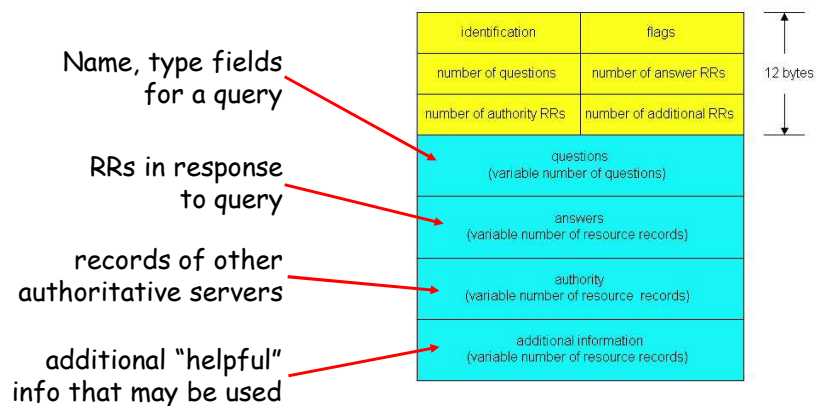 identification flags
number of questions number of answer RRs
12 bytes
number of authority RRs number of additional RRs
Name, type fields
for a query
questions
(variable number of questions)
RRs in response
to query
answers
(variable number of resource records)
records of other
authoritative servers
authority
(variable number of resource records)
additional "helpful"
info that may be used
additional information
(variable number of resource records)